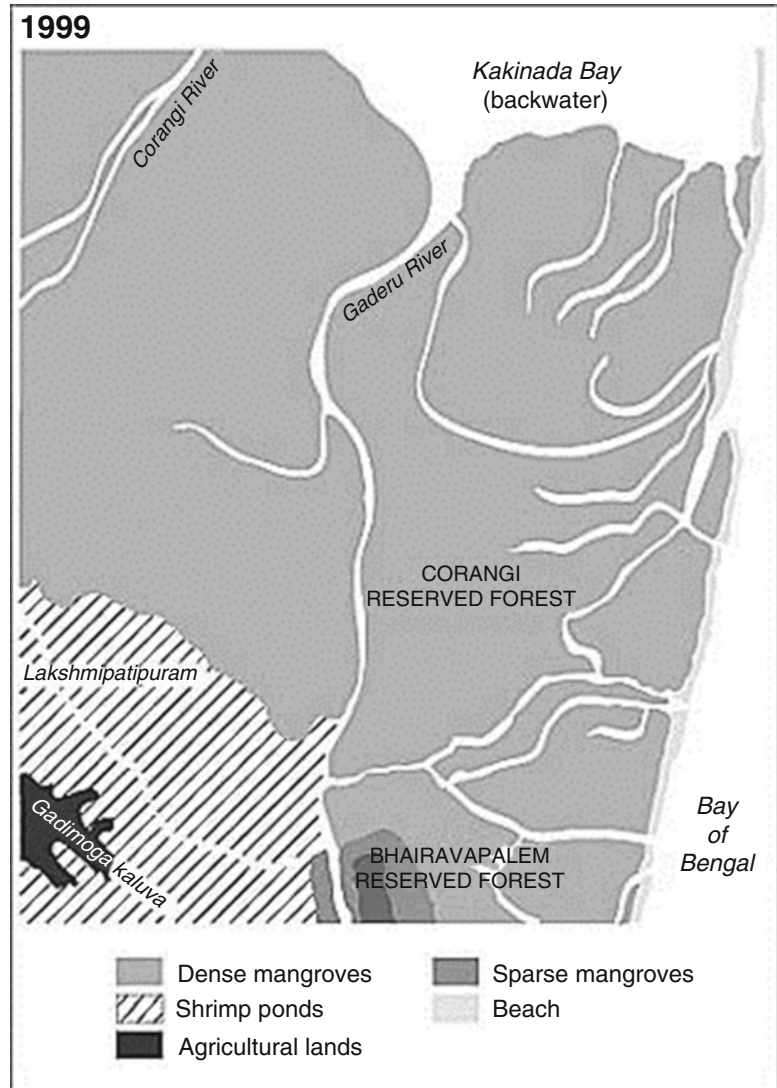 1999
Kakinada Bay
(backwater)
Corangi River
Gaderu River
CORANGI
RESERVED FOREST
Lakshmipatipuram
Gadimoga kaluva
BHAIRAVAPALEM
RESERVED FOREST
Bay
of
Bengal
Dense mangroves
Sparse mangroves
Shrimp ponds
Beach
Agricultural lands